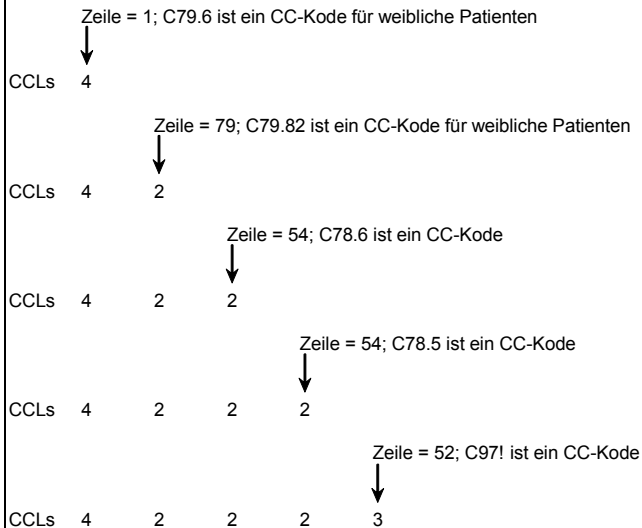 Zeile = 1; C79.6 ist ein CC-Kode für weibliche Patienten
CCLs 4
Zeile = 79; C79.82 ist ein CC-Kode für weibliche Patienten
CCLs 4 2
Zeile = 54; C78.6 ist ein CC-Kode
CCLs 4 2 2
Zeile = 54; C78.5 ist ein CC-Kode
CCLs 4 2 2 2
Zeile = 52; C97! ist ein CC-Kode
CCLs 4 2 2 2 3